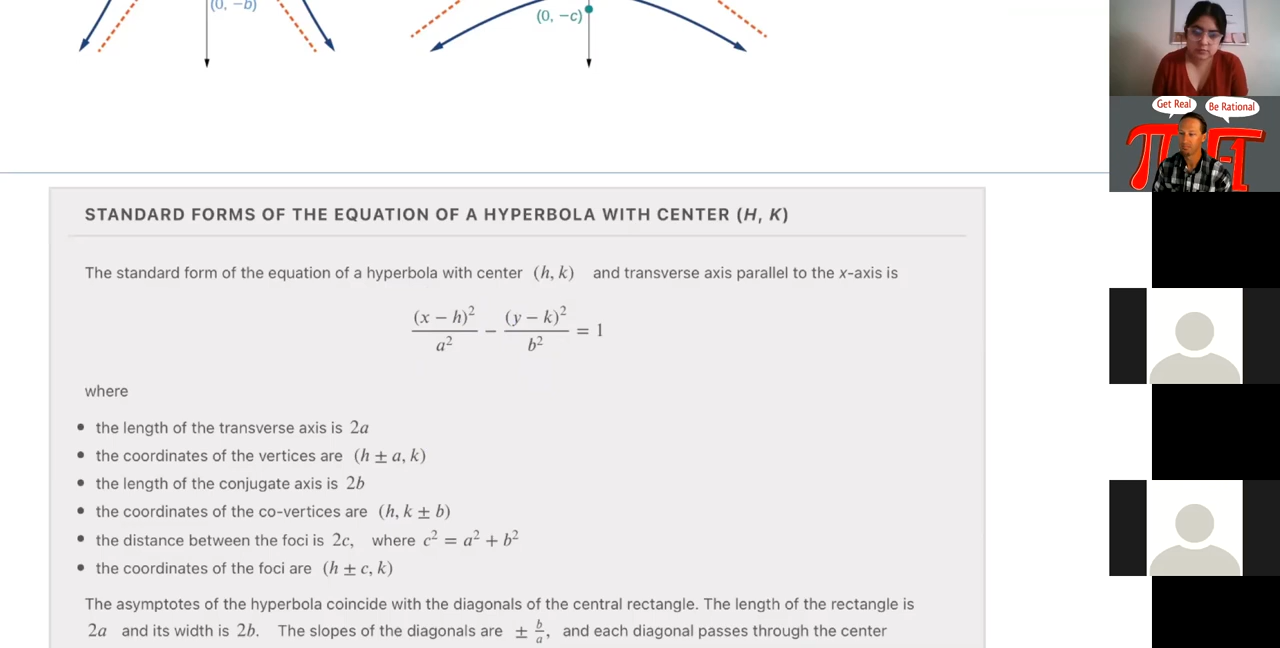 (0, −b)
(0, −c)
Get Real
Be Rational
STANDARD FORMS OF THE EQUATION OF A HYPERBOLA WITH CENTER (H, K)
The standard form of the equation of a hyperbola with center (h, k) and transverse axis parallel to the x-axis is
(x − h)²/a² − (y − k)²/b² = 1
where
• the length of the transverse axis is 2a
• the coordinates of the vertices are (h ± a, k)
• the length of the conjugate axis is 2b
• the coordinates of the co-vertices are (h, k ± b)
• the distance between the foci is 2c, where c² = a² + b²
• the coordinates of the foci are (h ± c, k)
The asymptotes of the hyperbola coincide with the diagonals of the central rectangle. The length of the rectangle is
2a and its width is 2b. The slopes of the diagonals are ± b/a, and each diagonal passes through the center